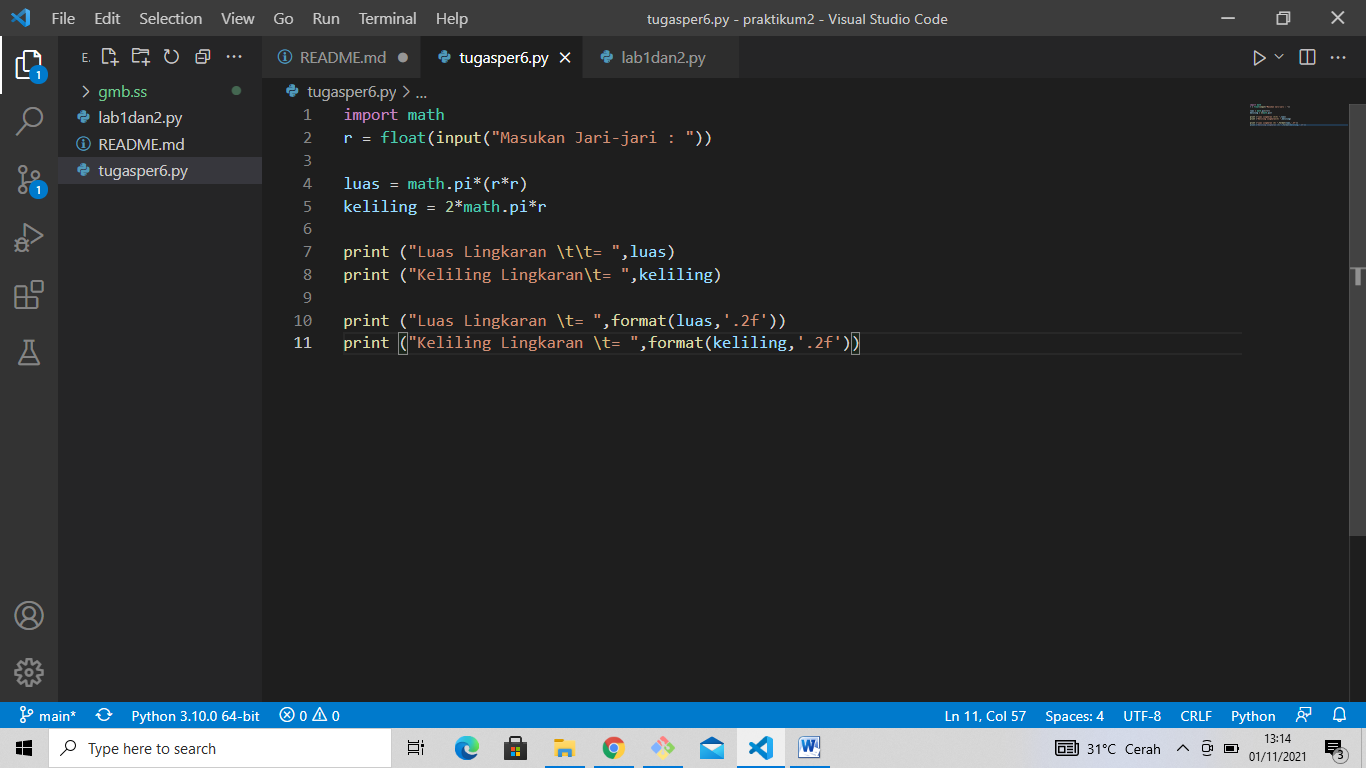 File Edit Selection View Go Run Terminal Help tugasper6.py - praktikum2 - Visual Studio Code
E. README.md tugasper6.py lab1dan2.py
1
gmb.ss
lab1dan2.py
README.md
tugasper6.py
1
tugasper6.py > ...
1 import math
2 r = float(input("Masukan Jari-jari : "))
3
4 luas = math.pi*(r*r)
5 keliling = 2*math.pi*r
6
7 print ("Luas Lingkaran \t\t= ",luas)
8 print ("Keliling Lingkaran\t= ",keliling)
9
10 print ("Luas Lingkaran \t= ",format(luas,'.2f'))
11 print ("Keliling Lingkaran \t= ",format(keliling,'.2f'))
main* Python 3.10.0 64-bit 0 0 Ln 11, Col 57 Spaces: 4 UTF-8 CRLF Python
Type here to search 31°C Cerah 13:14
01/11/2021
3